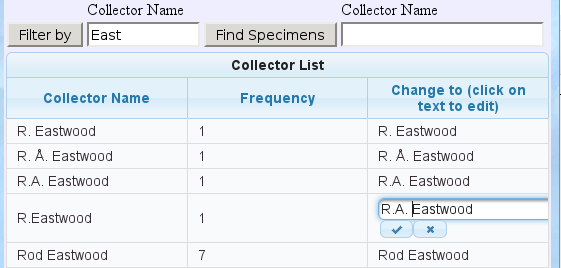 Collector Name Collector Name
Filter by East Find Specimens
Collector List
Collector Name Frequency Change to (click on
text to edit)
R. Eastwood 1 R. Eastwood
R. Å. Eastwood 1 R. Å. Eastwood
R.A. Eastwood 1 R.A. Eastwood
R.Eastwood 1 R.A. Eastwood
Rod Eastwood 7 Rod Eastwood